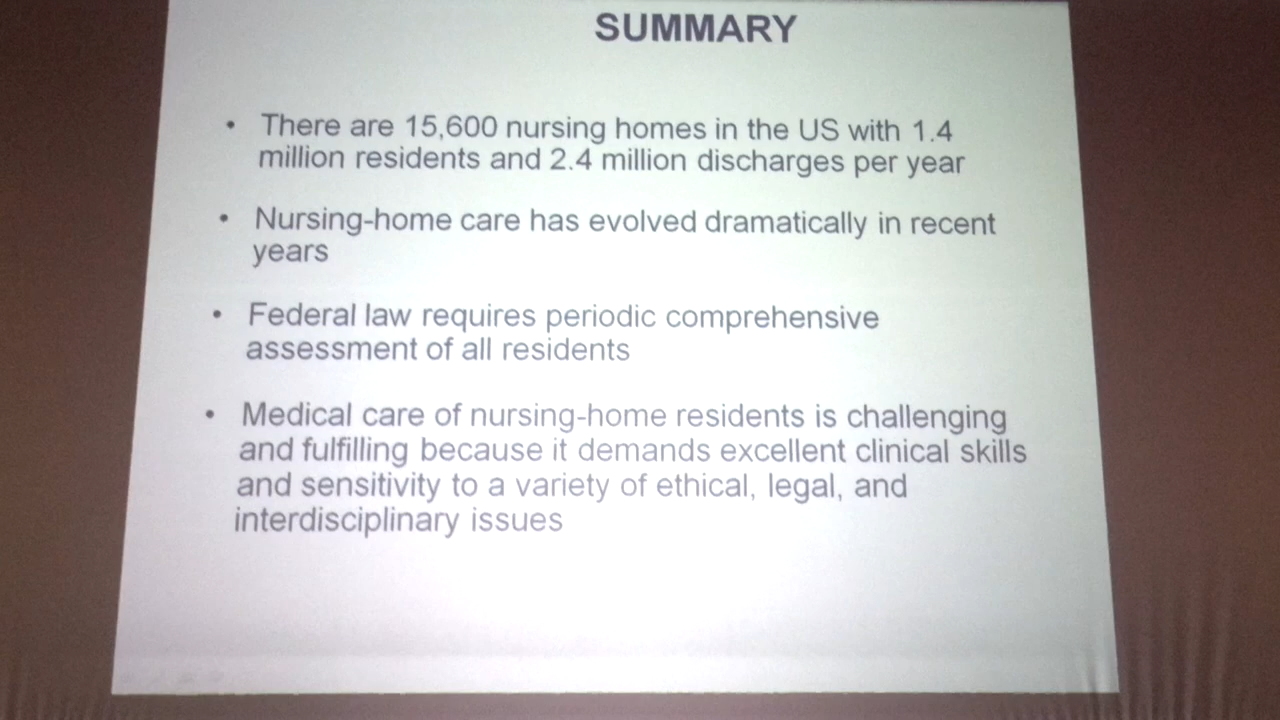 SUMMARY
• There are 15,600 nursing homes in the US with 1.4
million residents and 2.4 million discharges per year
• Nursing-home care has evolved dramatically in recent
years
• Federal law requires periodic comprehensive
assessment of all residents
• Medical care of nursing-home residents is challenging
and fulfilling because it demands excellent clinical skills
and sensitivity to a variety of ethical, legal, and
interdisciplinary issues